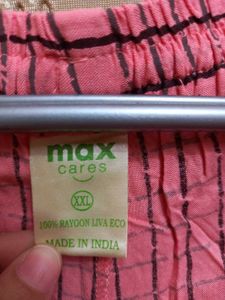 max
cares
XXL
100% RAYOON LIVA ECO
MADE IN INDIA